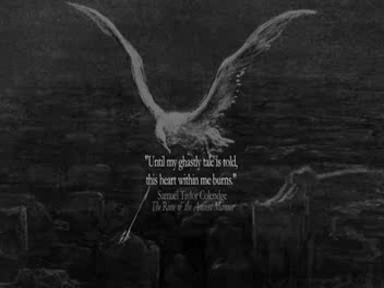 "Until my ghastly tale is told,
this heart within me burns."
Samuel Taylor Coleridge
The Rime of the Ancient Mariner